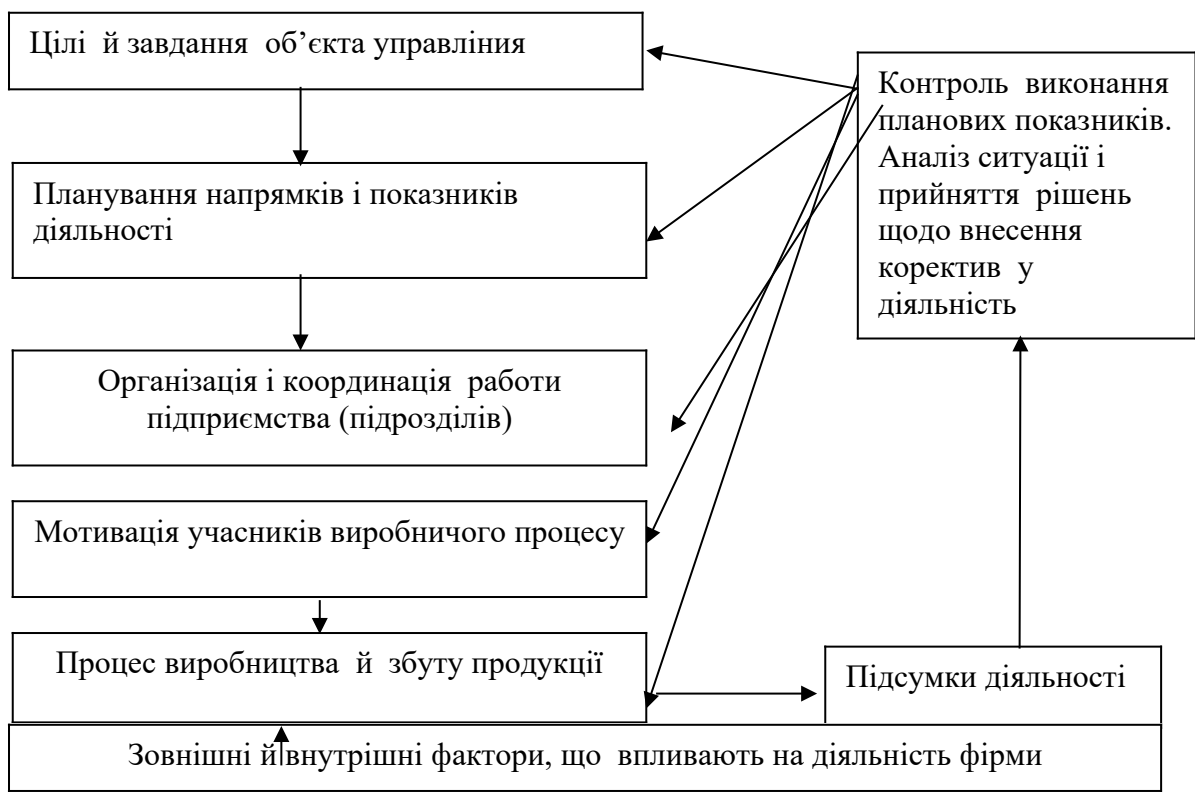 Цілі й завдання об’єкта управлiния
Планування напрямків і показників
діяльності
Організація і координація работи
підприємства (підрозділів)
Мотивація учасників виробничого процесу
Процес виробництва й збуту продукції
Контроль виконання
планових показників.
Аналіз ситуації і
прийняття рішень
щодо внесення
коректив у
діяльність
Підсумки діяльності
Зовнішні й внутрішні фактори, що впливають на діяльність фірми